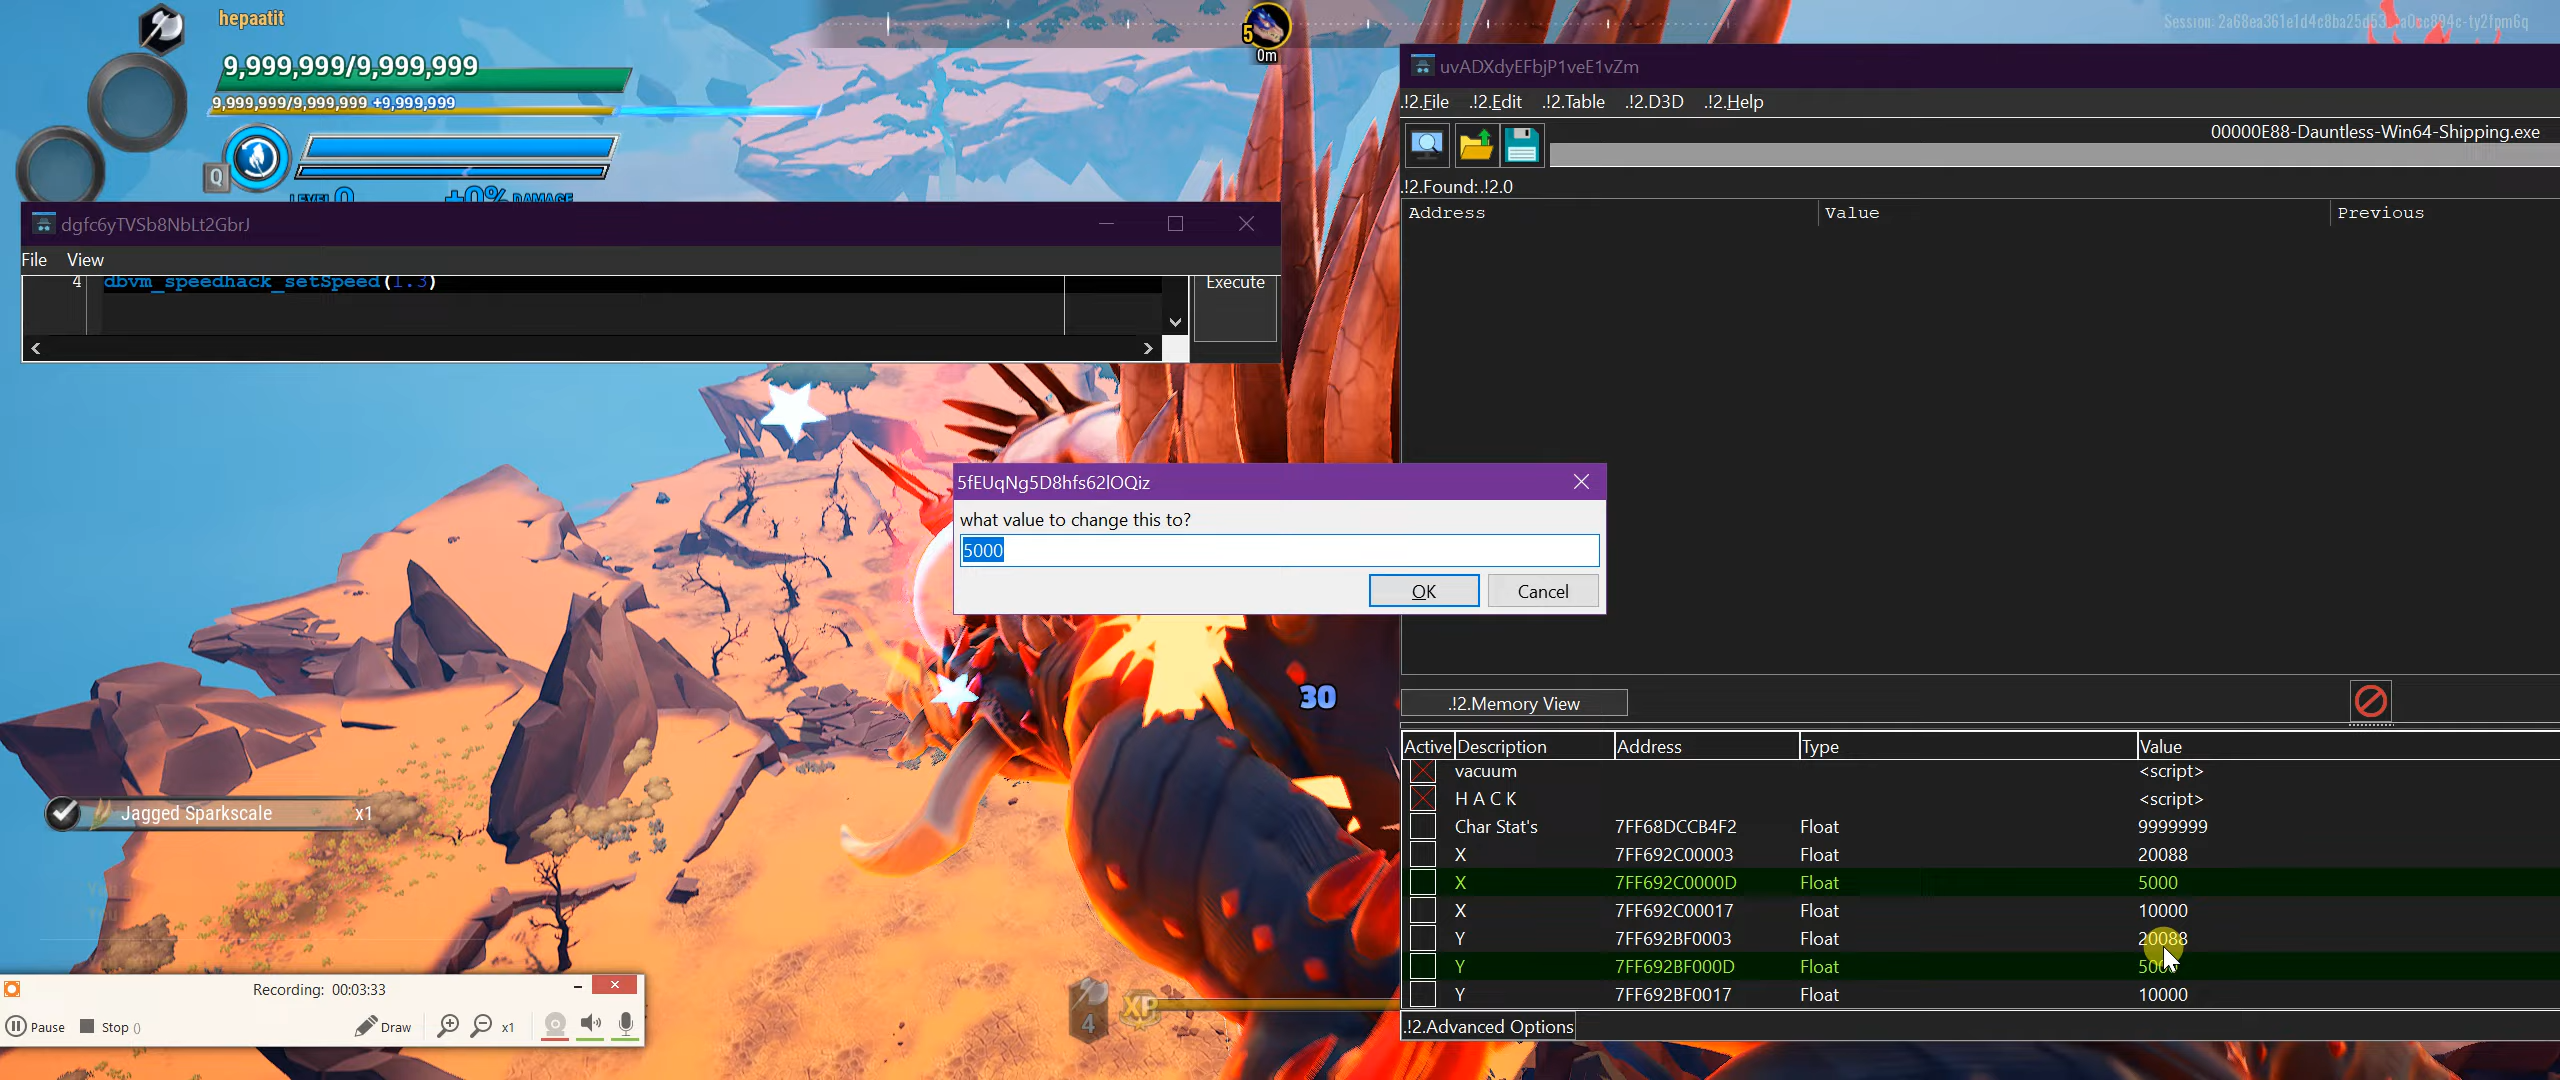 hepaatit
9,999,999/9,999,999
9,999,999/9,999,999 +9,999,999
Q
LEVEL 0
+0% DAMAGE
5
0m
uvADXdyEFbjP1veE1vZm
.!2.File .!2.Edit .!2.Table .!2.D3D .!2.Help
00000E88-Dauntless-Win64-Shipping.exe
.!2.Found:.!2.0
Address Value Previous
dgfc6yTVSb8NbLt2GbrJ
File View
4 dbvm_speedhack_setSpeed(1.3)
Execute
what value to change this to?
5000
OK Cancel
30
.!2.Memory View
Active Description Address Type Value
vacuum <script>
H A C K <script>
Char Stat's 7FF68DCCB4F2 Float 9999999
X 7FF692C00003 Float 20088
X 7FF692C0000D Float 5000
X 7FF692C00017 Float 10000
Y 7FF692BF0003 Float 20088
Y 7FF692BF000D Float
Y 7FF692BF0017 Float 10000
.!2.Advanced Options
Jagged Sparkscale x1
Recording: 00:03:33
Pause Stop () Draw x1
4
XP